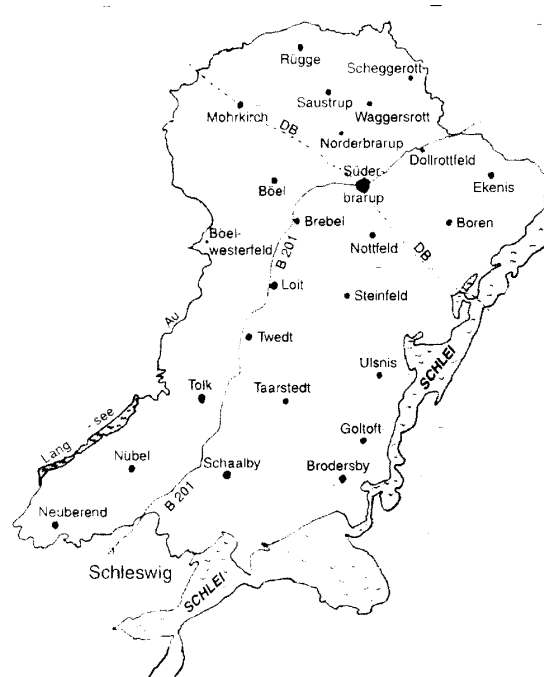 Rügge
Scheggerott
Saustrup
Mohrkirch
Waggersrott
DB
Norderbrarup
Dollrottfeld
Süder
brarup
Böel
Ekenis
Brebel
Boren
Böel-
westerfeld
Nottfeld
DB
B 201
Loit
Steinfeld
Au
Twedt
SCHLEI
Ulsnis
Tolk
Taarstedt
Lang - see
Goltoft
Nübel
Schaalby
Brodersby
B 201
Neuberend
Schleswig
SCHLEI